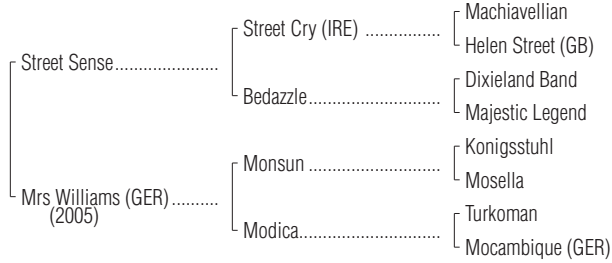 Machiavellian
Street Cry (IRE) ................
Helen Street (GB)
Street Sense......................
Dixieland Band
Bedazzle............................
Majestic Legend
Konigsstuhl
Monsun ............................
Mosella
Mrs Williams (GER)..........
(2005)
Turkoman
Modica..............................
Mocambique (GER)